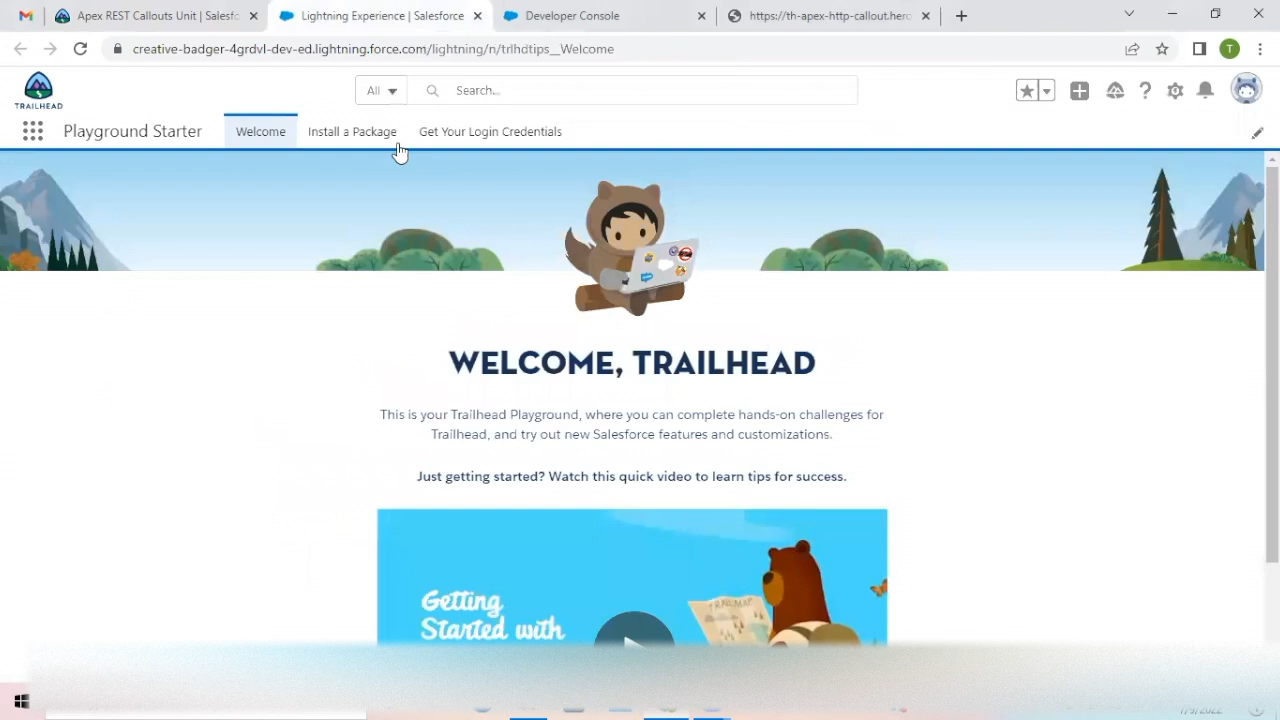 Apex REST Callouts Unit | Salesf
Lightning Experience | Salesforce
Developer Console
https://th-apex-http-callout.hero
creative-badger-4grdvl-dev-ed.lightning.force.com/lightning/n/trlhdtips__Welcome
T
TRAILHEAD
All
Search...
Playground Starter
Welcome
Install a Package
Get Your Login Credentials
WELCOME, TRAILHEAD
This is your Trailhead Playground, where you can complete hands-on challenges for
Trailhead, and try out new Salesforce features and customizations.
Just getting started? Watch this quick video to learn tips for success.
Getting
Started with
TRAILMAP